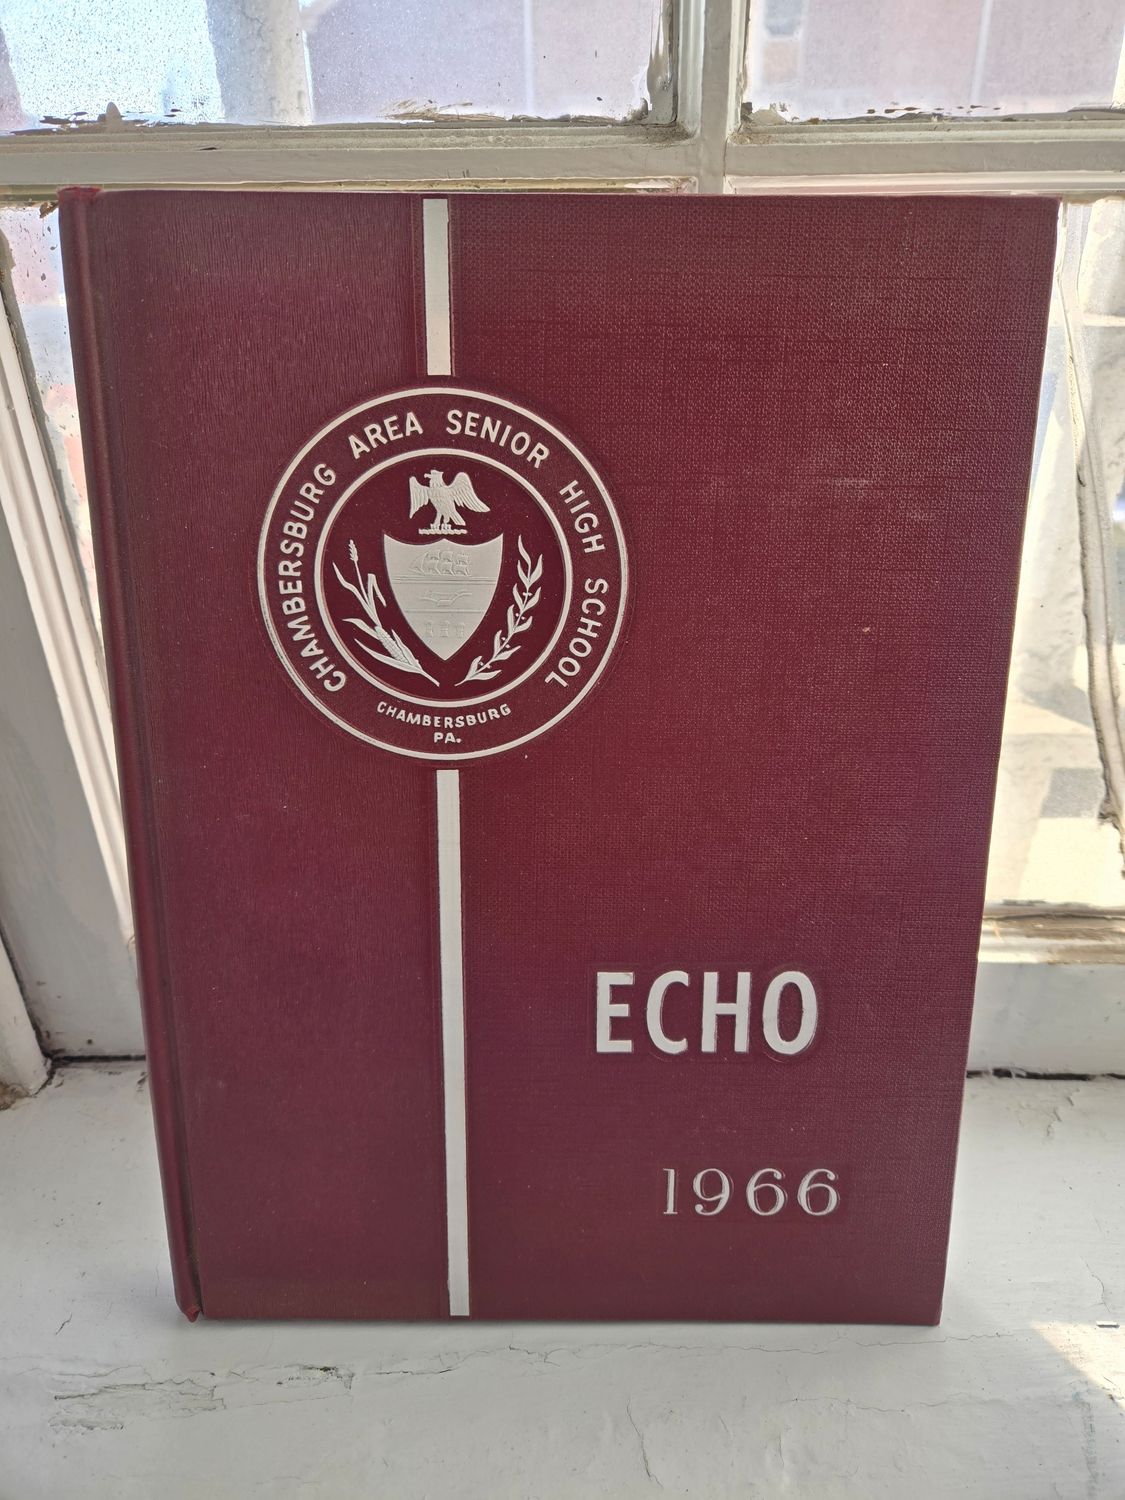 CHAMBERSBURG AREA SENIOR HIGH SCHOOL
CHAMBERSBURG
PA.
ECHO
1966